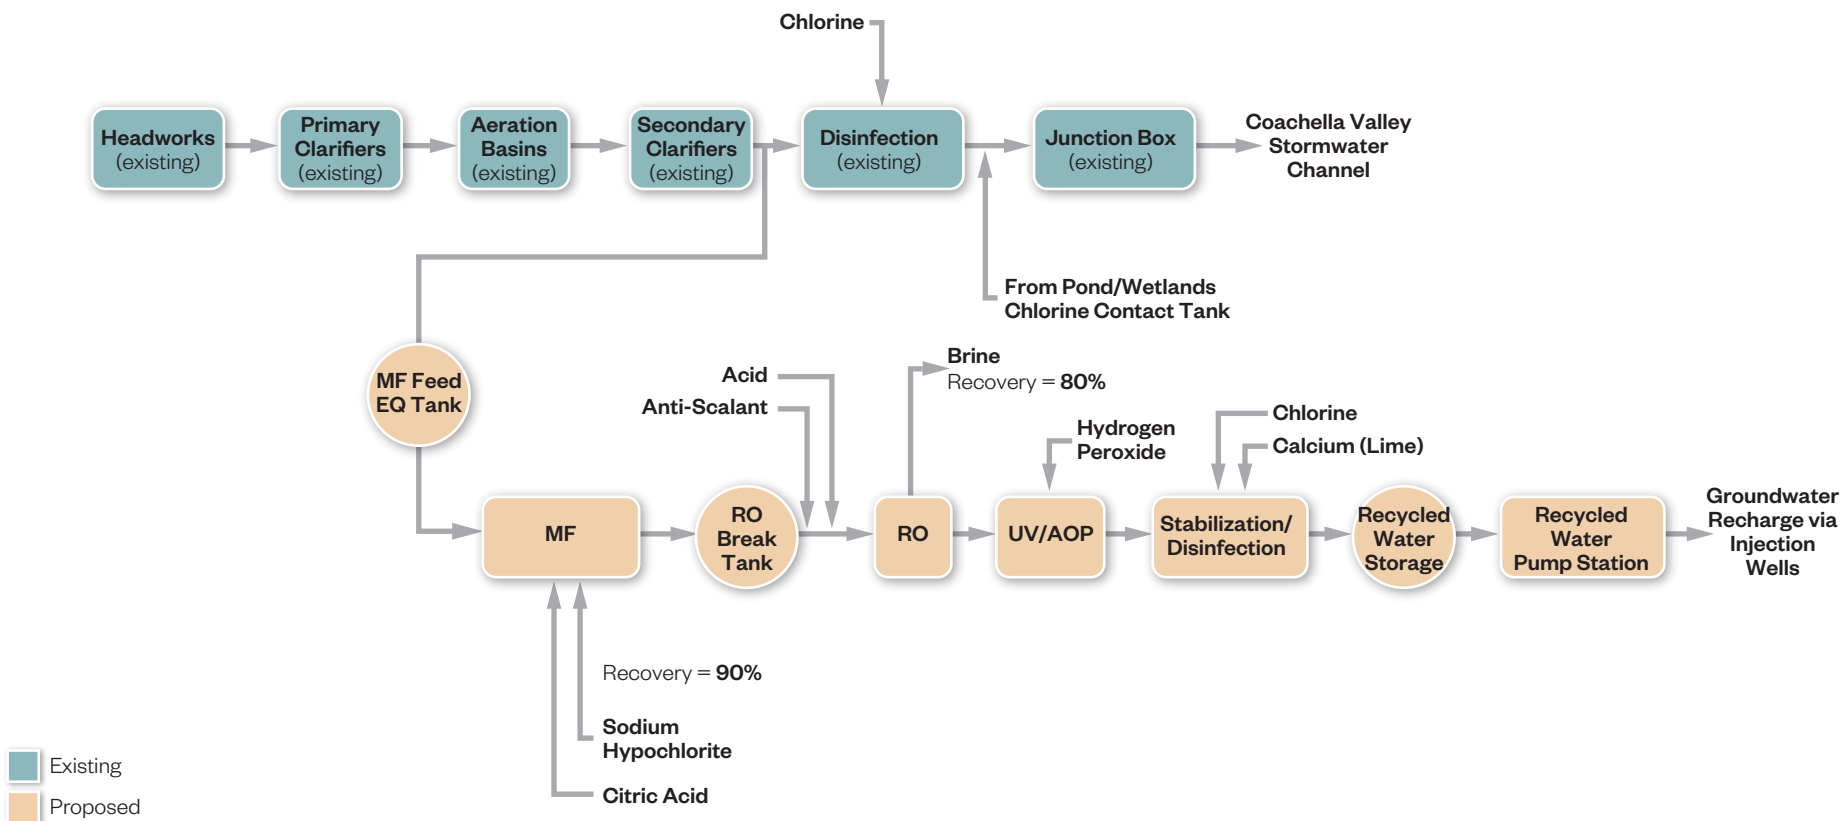 Chlorine
Headworks
(existing)
Primary
Clarifiers
(existing)
Aeration
Basins
(existing)
Secondary
Clarifiers
(existing)
Disinfection
(existing)
Junction Box
(existing)
Coachella Valley
Stormwater
Channel
From Pond/Wetlands
Chlorine Contact Tank
MF Feed
EQ Tank
Acid
Anti-Scalant
Brine
Recovery = 80%
Hydrogen
Peroxide
Chlorine
Calcium (Lime)
MF
RO
Break
Tank
RO
UV/AOP
Stabilization/
Disinfection
Recycled
Water
Storage
Recycled
Water
Pump Station
Groundwater
Recharge via
Injection
Wells
Recovery = 90%
Sodium
Hypochlorite
Citric Acid
Existing
Proposed